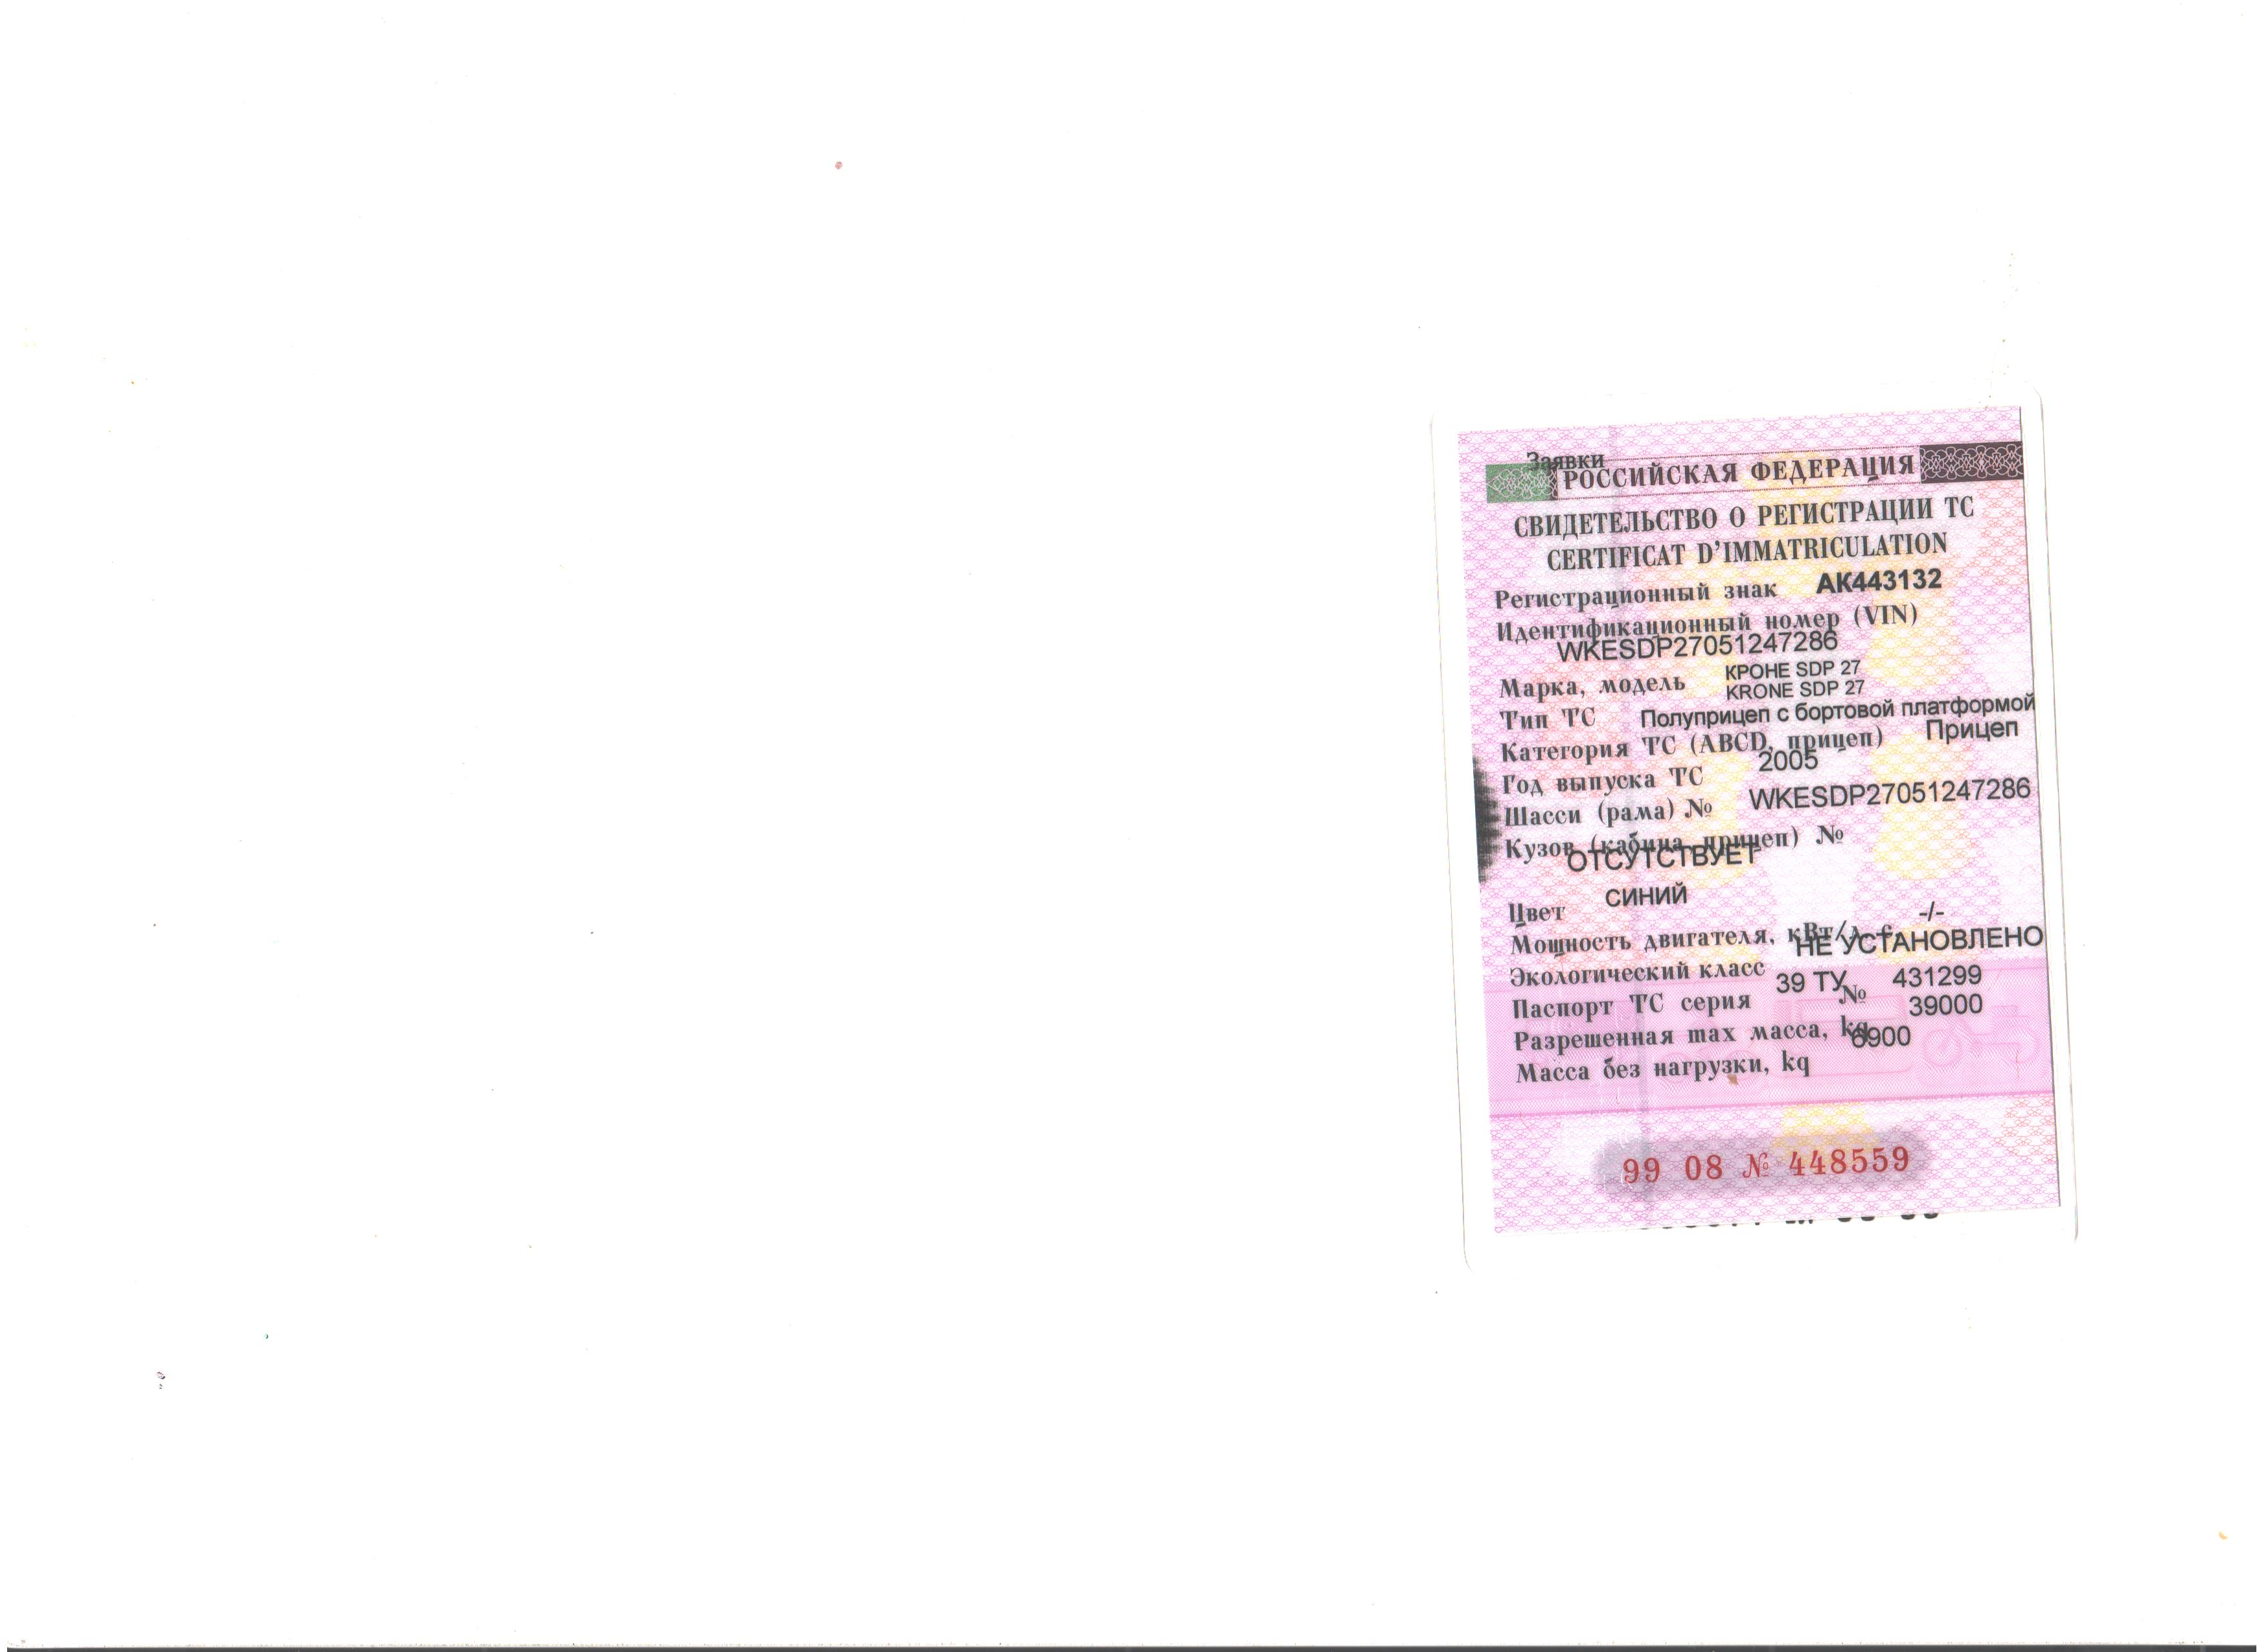 Заявки
РОССИЙСКАЯ ФЕДЕРАЦИЯ
СВИДЕТЕЛЬСТВО О РЕГИСТРАЦИИ ТС
CERTIFICAT D'IMMATRICULATION
Регистрационный знак АК443132
Идентификационный номер (VIN)
WKESDP27051247286
Марка, модель КРОНЕ SDP 27
KRONE SDP 27
Тип ТС Полуприцеп с бортовой платформой
Категория ТС (ABCD, прицеп) Прицеп
Год выпуска ТС 2005
Шасси (рама) № WKESDP27051247286
Кузов (кабина, прицеп) №
ОТСУТСТВУЕТ
Цвет СИНИЙ
Мощность двигателя, кВт/л. с. -/-
Экологический класс НЕ УСТАНОВЛЕНО
Паспорт ТС серия 39 ТУ № 431299
Разрешенная max масса, kg 39000
Масса без нагрузки, kg 6900
99 08 № 448559